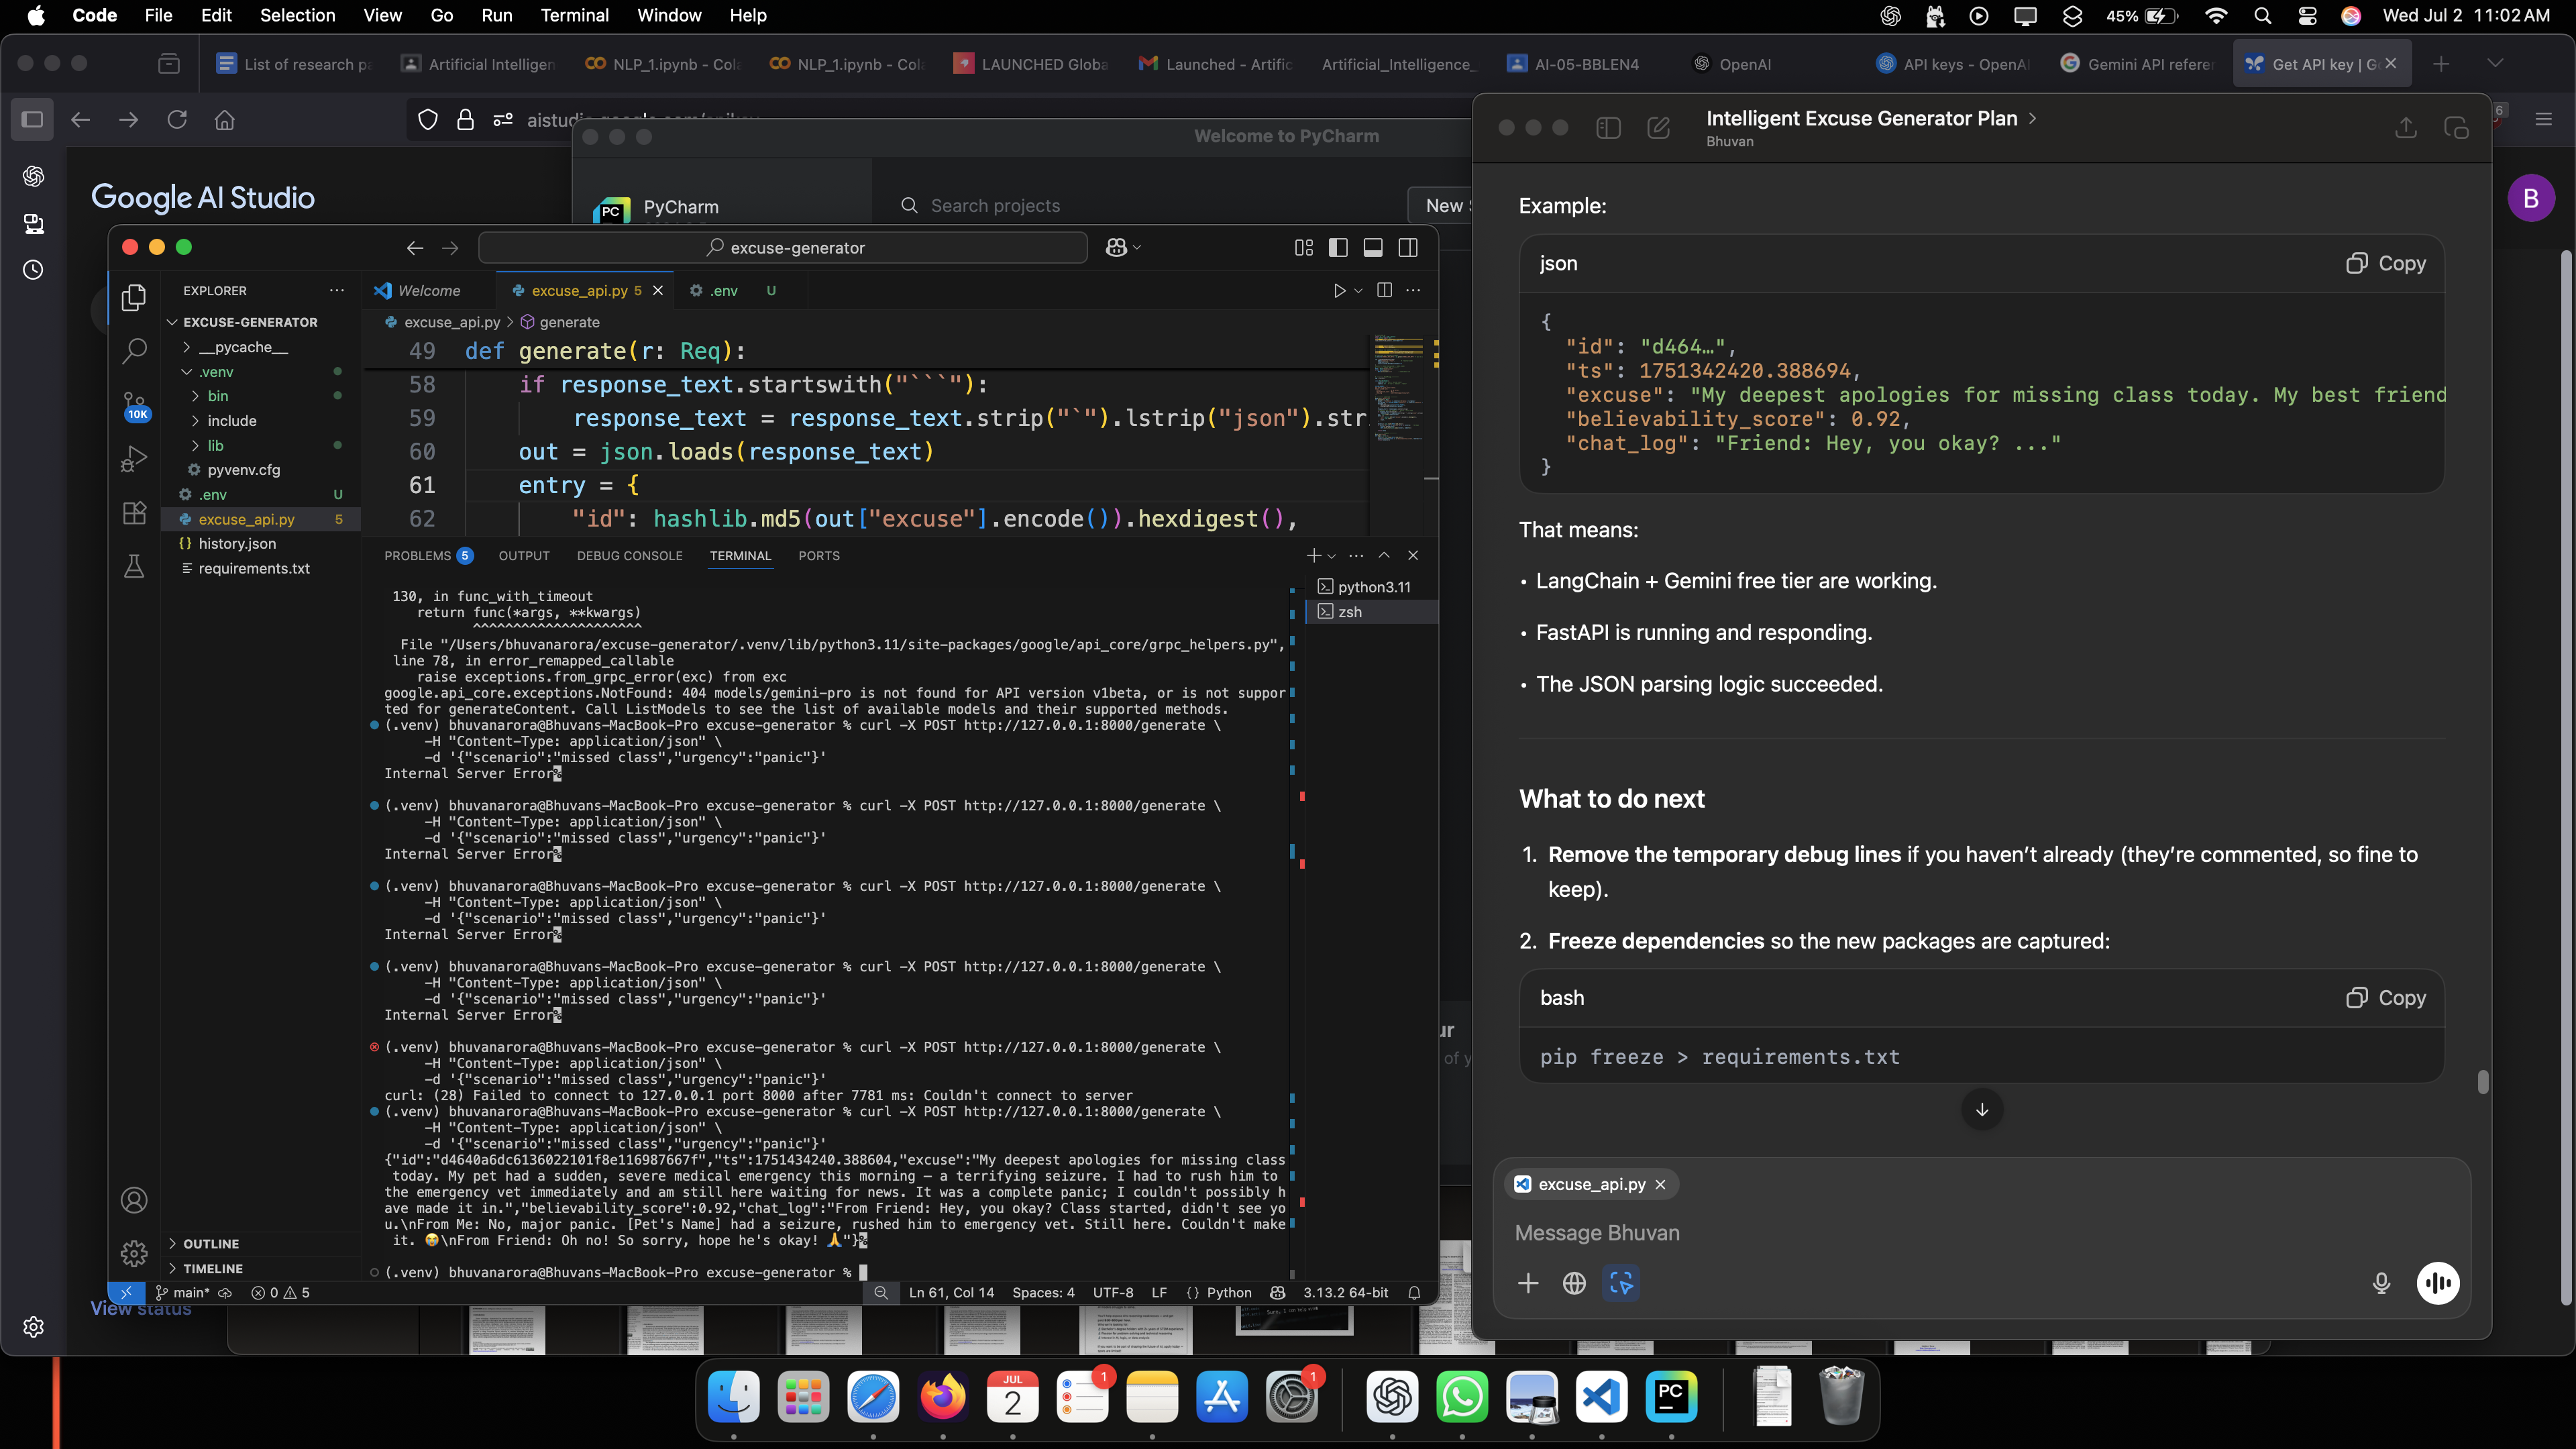 Code File Edit Selection View Go Run Terminal Window Help
45% Wed Jul 2 11:02 AM
List of research pa
Artificial Intelligen
NLP_1.ipynb - Cola
NLP_1.ipynb - Cola
LAUNCHED Globa
Launched - Artific
Artificial_Intelligence_
AI-05-BBLEN4
OpenAI
API keys - OpenAI
Gemini API referen
Get API key | G
Google AI Studio
Welcome to PyCharm
PyCharm
Search projects
New
B
View status
excuse-generator
EXPLORER
EXCUSE-GENERATOR
__pycache__
.venv
bin
include
lib
pyvenv.cfg
.env U
excuse_api.py 5
history.json
requirements.txt
10K
OUTLINE
TIMELINE
Welcome
excuse_api.py 5
.env U
excuse_api.py > generate
49 def generate(r: Req):
58 if response_text.startswith("```"):
59 response_text = response_text.strip("`").lstrip("json").str
60 out = json.loads(response_text)
61 entry = {
62 "id": hashlib.md5(out["excuse"].encode()).hexdigest(),
PROBLEMS 5 OUTPUT DEBUG CONSOLE TERMINAL PORTS
python3.11
zsh
130, in func_with_timeout
return func(*args, **kwargs)
^^^^^^^^^^^^^^^^^^^^^
File "/Users/bhuvanarora/excuse-generator/.venv/lib/python3.11/site-packages/google/api_core/grpc_helpers.py",
line 78, in error_remapped_callable
raise exceptions.from_grpc_error(exc) from exc
google.api_core.exceptions.NotFound: 404 models/gemini-pro is not found for API version v1beta, or is not suppor
ted for generateContent. Call ListModels to see the list of available models and their supported methods.
(.venv) bhuvanarora@Bhuvans-MacBook-Pro excuse-generator % curl -X POST http://127.0.0.1:8000/generate \
-H "Content-Type: application/json" \
-d '{"scenario":"missed class","urgency":"panic"}'
Internal Server Error%
(.venv) bhuvanarora@Bhuvans-MacBook-Pro excuse-generator % curl -X POST http://127.0.0.1:8000/generate \
-H "Content-Type: application/json" \
-d '{"scenario":"missed class","urgency":"panic"}'
Internal Server Error%
(.venv) bhuvanarora@Bhuvans-MacBook-Pro excuse-generator % curl -X POST http://127.0.0.1:8000/generate \
-H "Content-Type: application/json" \
-d '{"scenario":"missed class","urgency":"panic"}'
Internal Server Error%
(.venv) bhuvanarora@Bhuvans-MacBook-Pro excuse-generator % curl -X POST http://127.0.0.1:8000/generate \
-H "Content-Type: application/json" \
-d '{"scenario":"missed class","urgency":"panic"}'
Internal Server Error%
(.venv) bhuvanarora@Bhuvans-MacBook-Pro excuse-generator % curl -X POST http://127.0.0.1:8000/generate \
-H "Content-Type: application/json" \
-d '{"scenario":"missed class","urgency":"panic"}'
curl: (28) Failed to connect to 127.0.0.1 port 8000 after 7781 ms: Couldn't connect to server
(.venv) bhuvanarora@Bhuvans-MacBook-Pro excuse-generator % curl -X POST http://127.0.0.1:8000/generate \
-H "Content-Type: application/json" \
-d '{"scenario":"missed class","urgency":"panic"}'
{"id":"d4640a6dc6136022101f8e116987667f","ts":1751434240.388604,"excuse":"My deepest apologies for missing class
today. My pet had a sudden, severe medical emergency this morning – a terrifying seizure. I had to rush him to
the emergency vet immediately and am still here waiting for news. It was a complete panic; I couldn't possibly h
ave made it in.","believability_score":0.92,"chat_log":"From Friend: Hey, you okay? Class started, didn't see yo
u.\nFrom Me: No, major panic. [Pet's Name] had a seizure, rushed him to emergency vet. Still here. Couldn't make
it. 😭\nFrom Friend: Oh no! So sorry, hope he's okay! 🙏"}%
(.venv) bhuvanarora@Bhuvans-MacBook-Pro excuse-generator %
main* 0 5 Ln 61, Col 14 Spaces: 4 UTF-8 LF {} Python 3.13.2 64-bit
Intelligent Excuse Generator Plan >
Bhuvan
Example:
json Copy
{
"id": "d464…",
"ts": 1751342420.388694,
"excuse": "My deepest apologies for missing class today. My best friend
"believability_score": 0.92,
"chat_log": "Friend: Hey, you okay? ..."
}
That means:
• LangChain + Gemini free tier are working.
• FastAPI is running and responding.
• The JSON parsing logic succeeded.
What to do next
1. Remove the temporary debug lines if you haven't already (they're commented, so fine to
keep).
2. Freeze dependencies so the new packages are captured:
bash Copy
pip freeze > requirements.txt
excuse_api.py
Message Bhuvan
JUL
2
1
1
PC